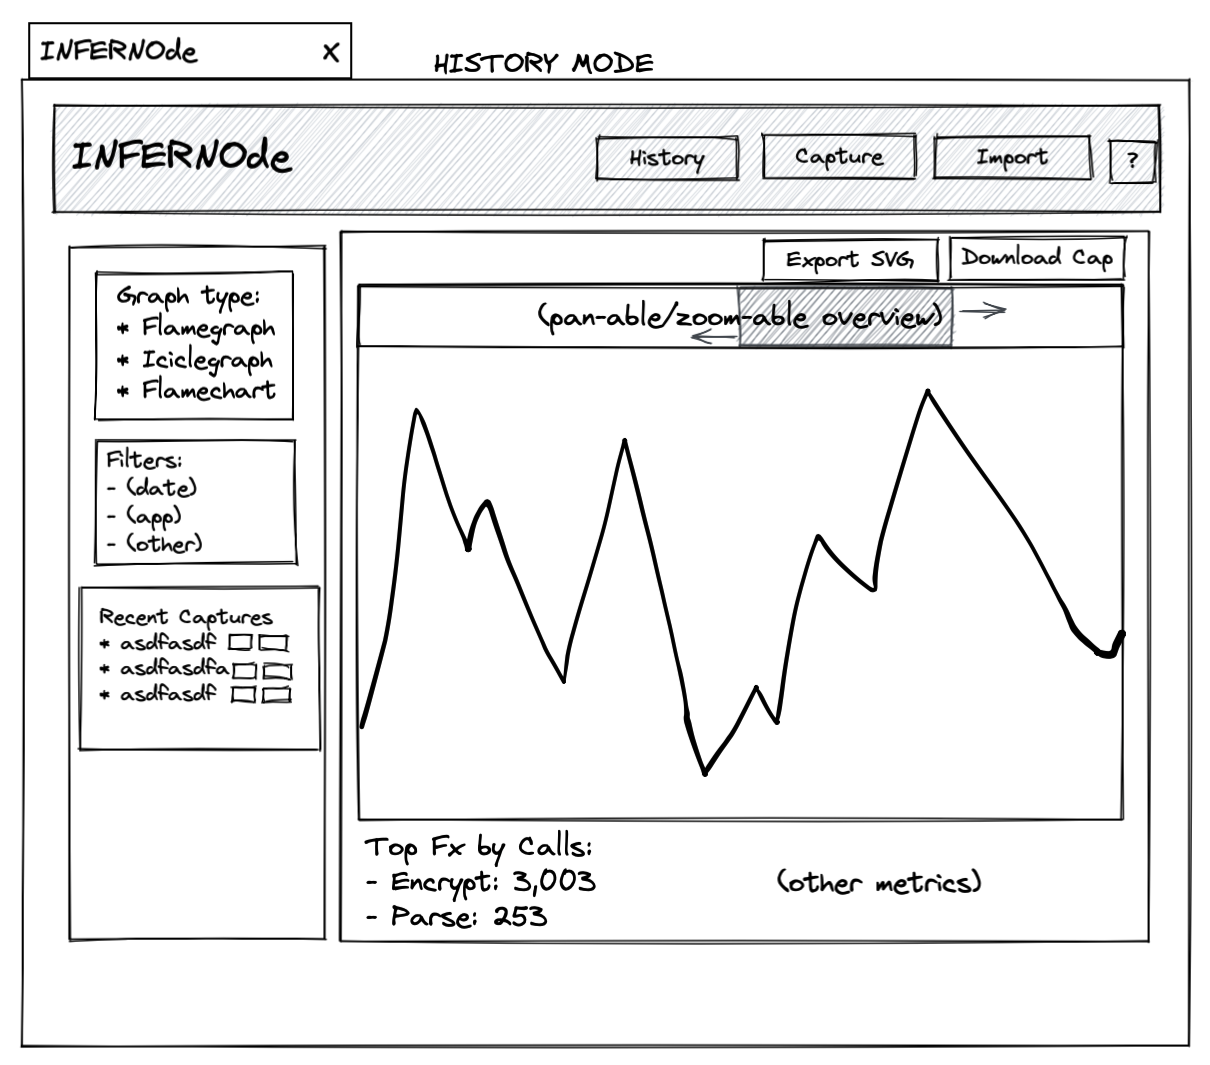 INFERNOde X
HISTORY MODE
INFERNOde
History
Capture
Import
?
Graph type:
* Flamegraph
* Iciclegraph
* Flamechart
Filters:
- (date)
- (app)
- (other)
Recent Captures
* asdfasdf
* asdfasdfa
* asdfasdf
Export SVG
Download Cap
(pan-able/zoom-able overview)
Top Fx by Calls:
- Encrypt: 3,003
- Parse: 253
(other metrics)